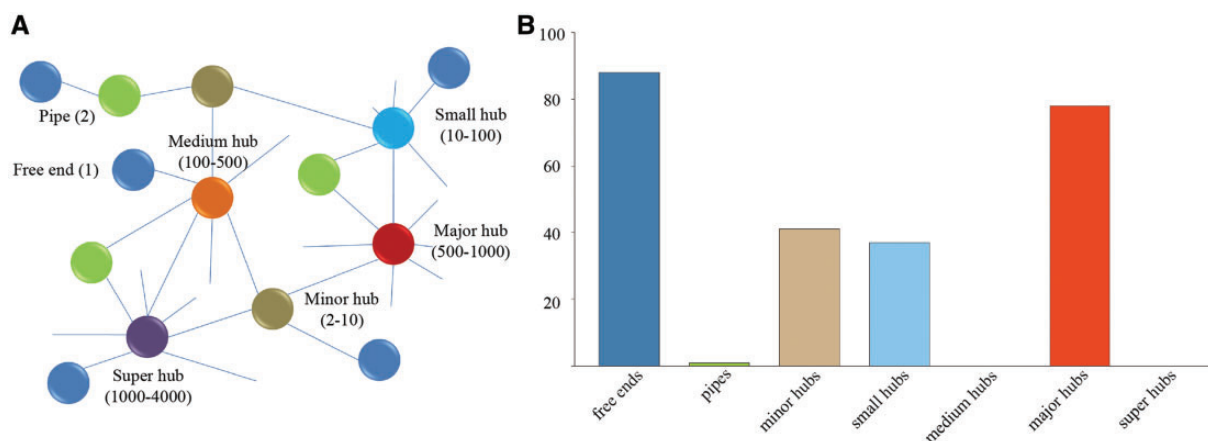 A
Pipe (2)
Free end (1)
Medium hub
(100-500)
Small hub
(10-100)
Major hub
(500-1000)
Minor hub
(2-10)
Super hub
(1000-4000)
B
100
80
60
40
20
free ends
pipes
minor hubs
small hubs
medium hubs
major hubs
super hubs